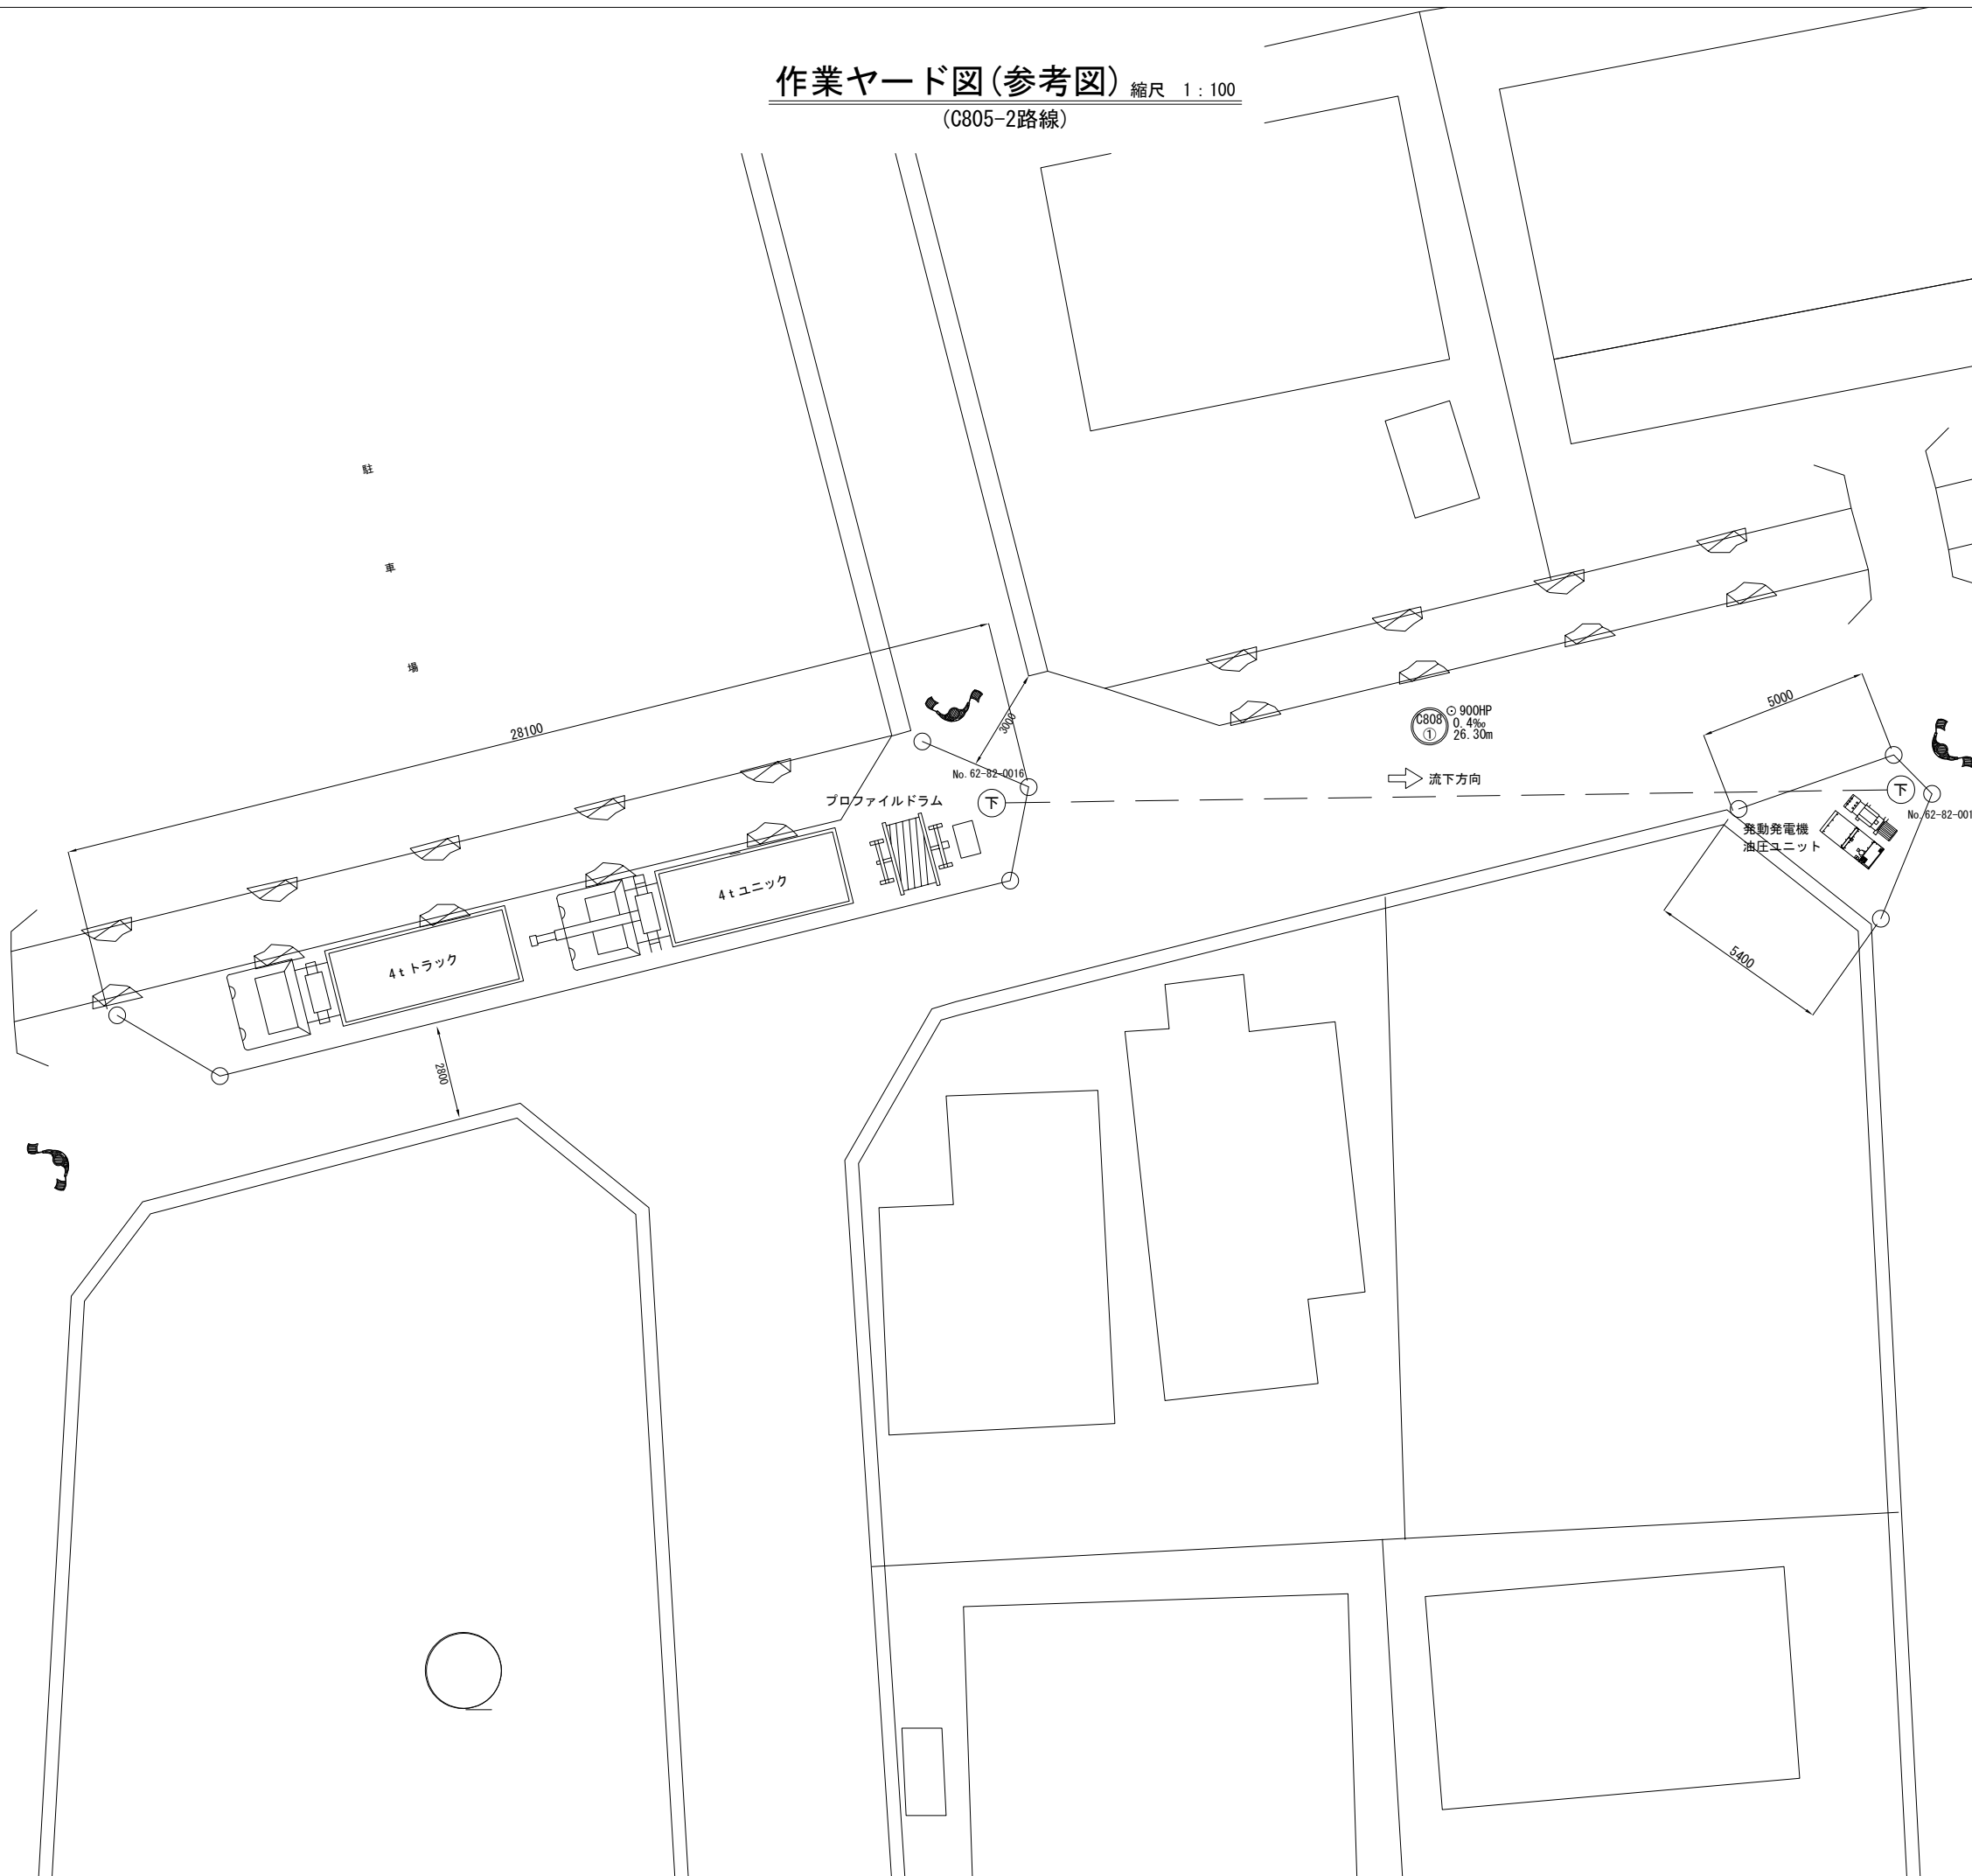 作業ヤード図(参考図) 縮尺 1:100
(C805-2路線)
駐
車
場
28100
3000
5000
C808
①
900HP
0.4‰
26.30m
No.62-82-0016
流下方向
プロファイルドラム
下
下
No.62-82-001
発動発電機
油圧ユニット
4tユニック
4tトラック
5400
2800